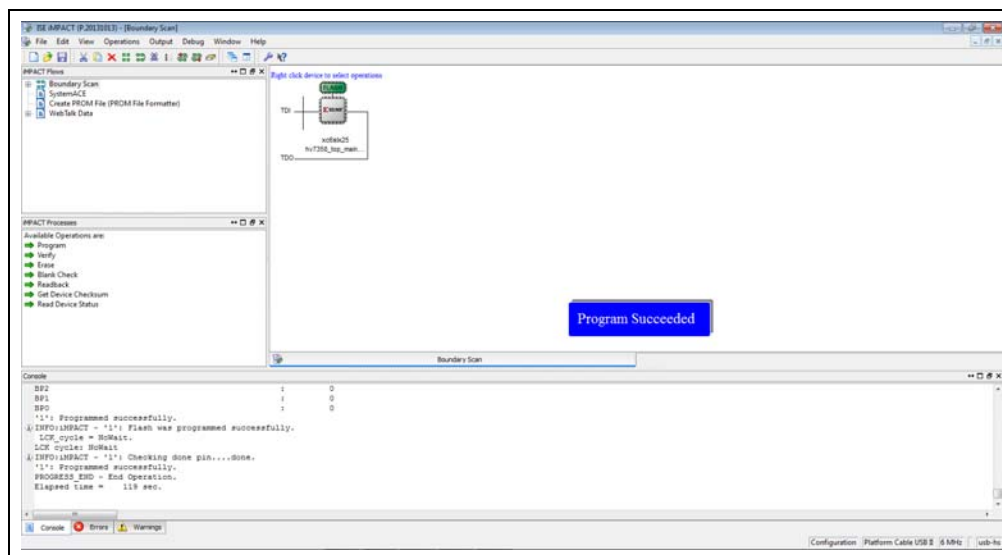 ISE iMPACT (P.20131013) - [Boundary Scan]
File Edit View Operations Output Debug Window Help
iMPACT Flows
Boundary Scan
SystemACE
Create PROM File (PROM File Formatter)
WebTalk Data
Right click device to select operations
FLASH
TDI
XILINX
xc6slx25
hv7358_top_main...
TDO
iMPACT Processes
Available Operations are:
Program
Verify
Erase
Blank Check
Readback
Get Device Checksum
Read Device Status
Program Succeeded
Boundary Scan
Console
BP2 : 0
BP1 : 0
BP0 : 0
'1': Programmed successfully.
INFO:iMPACT - '1': Flash was programmed successfully.
LCK_cycle = NoWait.
LCK cycle: NoWait
INFO:iMPACT - '1': Checking done pin....done.
'1': Programmed successfully.
PROGRESS_END - End Operation.
Elapsed time = 119 sec.
Console Errors Warnings
Configuration Platform Cable USB II 6 MHz usb-hs